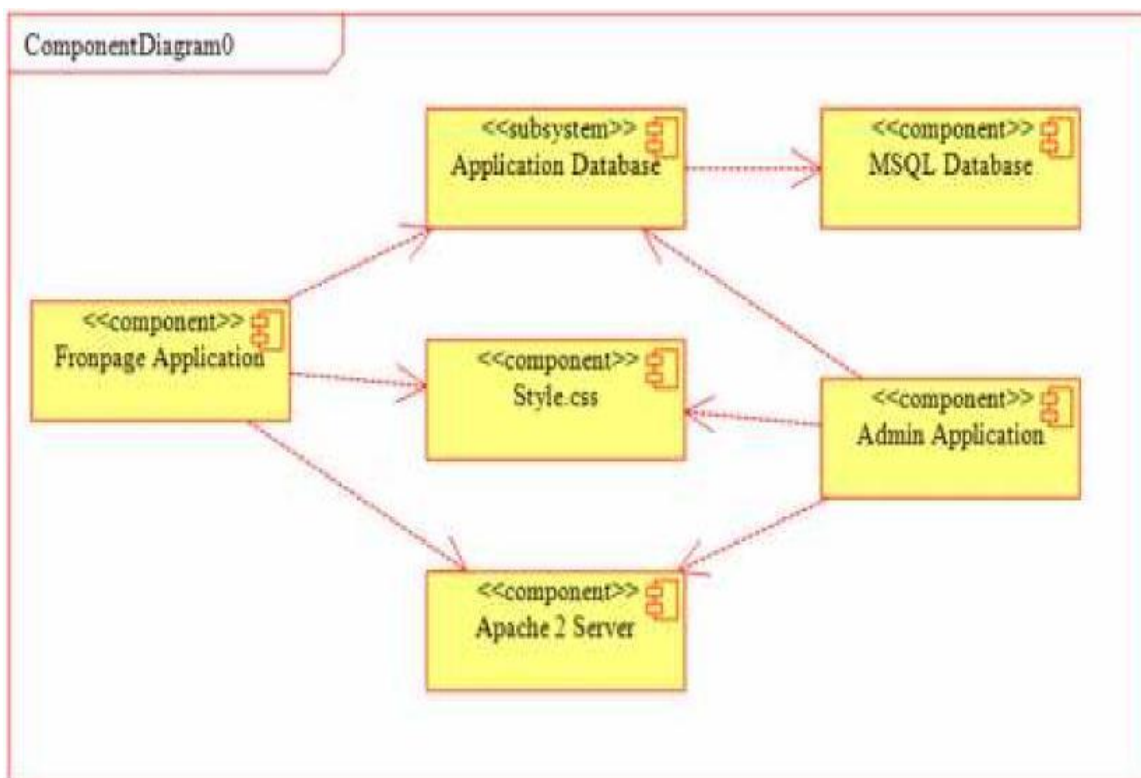 ComponentDiagram0
<<subsystem>>
Application Database
<<component>>
MSQL Database
<<component>>
Fronpage Application
<<component>>
Style.css
<<component>>
Admin Application
<<component>>
Apache 2 Server